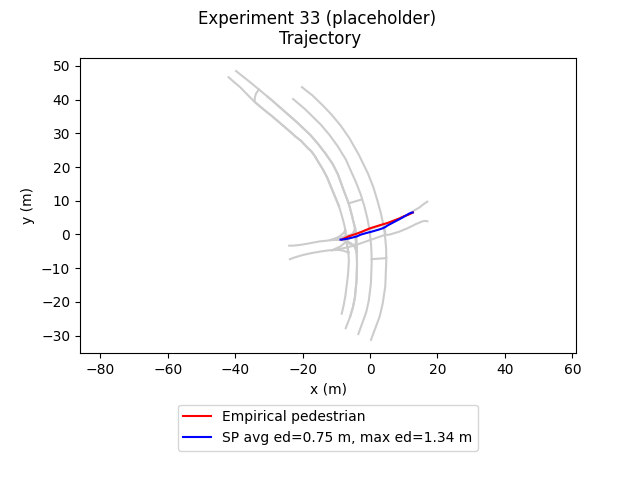 Experiment 33 (placeholder)
Trajectory
50
40
30
20
10
0
−10
−20
−30
y (m)
−80
−60
−40
−20
0
20
40
60
x (m)
Empirical pedestrian
SP avg ed=0.75 m, max ed=1.34 m